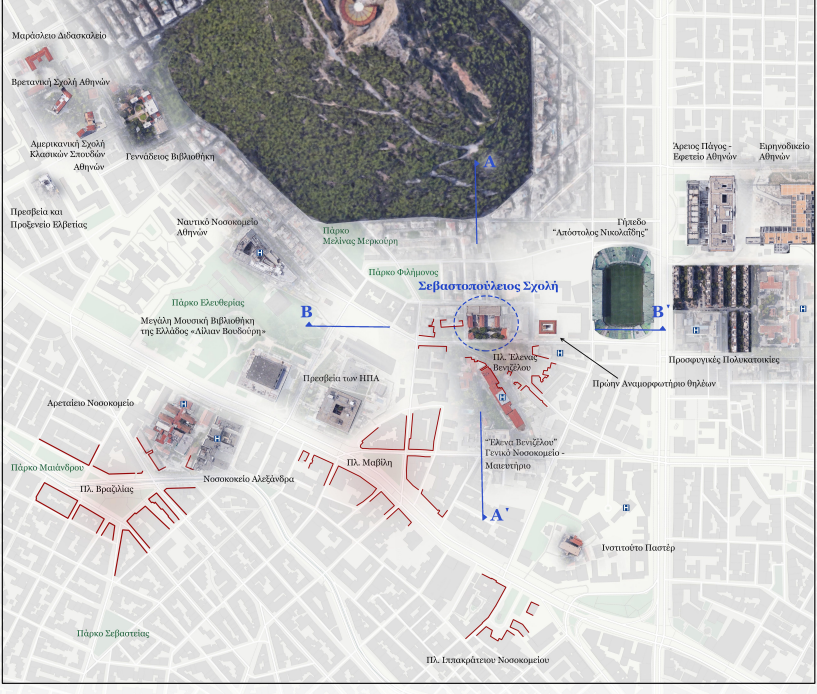 Μαράσλειο Διδασκαλείο
Βρετανική Σχολή Αθηνών
Αμερικανική Σχολή
Κλασικών Σπουδών
Αθηνών
Γεννάδειος Βιβλιοθήκη
Πρεσβεία και
Προξενείο Ελβετίας
Ναυτικό Νοσοκομείο
Αθηνών
Πάρκο
Μελίνας Μερκούρη
Α
Άρειος Πάγος -
Εφετείο Αθηνών
Ειρηνοδικείο
Αθηνών
Γήπεδο
“Απόστολος Νικολαΐδης”
Πάρκο Φιλήμονος
Σεβαστοπούλειος Σχολή
Πάρκο Ελευθερίας
Β
Β'
Μεγάλη Μουσική Βιβλιοθήκη
της Ελλάδος «Λίλιαν Βουδούρη»
Πλ. Έλενας
Βενιζέλου
Προσφυγικές Πολυκατοικίες
Πρεσβεία των ΗΠΑ
Πρώην Αναμορφωτήριο θηλέων
Αρεταίειο Νοσοκομείο
“Έλενα Βενιζέλου”
Γενικό Νοσοκομείο -
Μαιευτήριο
Πάρκο Μαιάνδρου
Πλ. Μαβίλη
Νοσοκοκείο Αλεξάνδρα
Πλ. Βραζιλίας
Α'
Ινστιτούτο Παστέρ
Πάρκο Σεβαστείας
Πλ. Ιπποκράτειου Νοσοκομείου
H
H
H
H
H
H
H
H